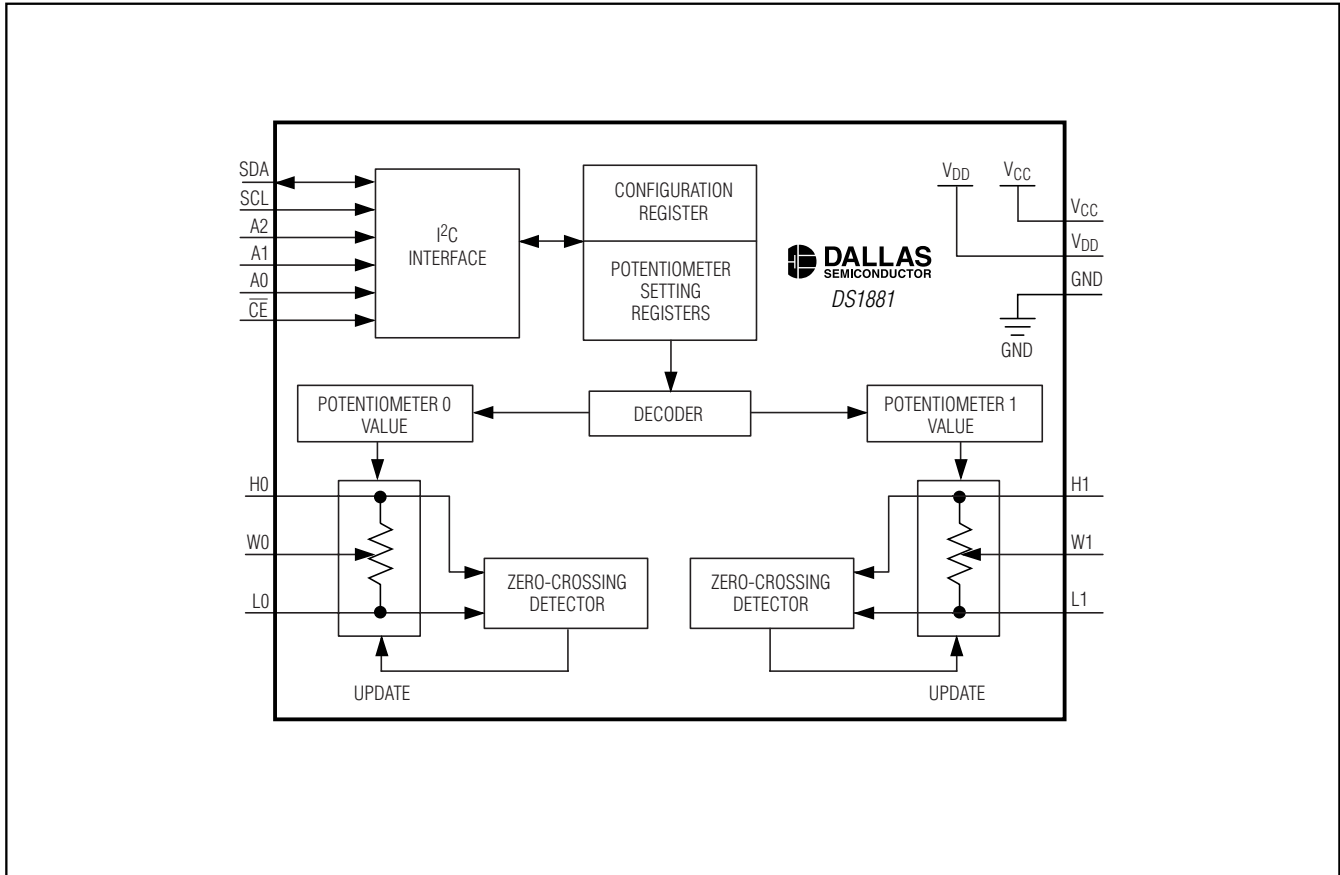 SDA
SCL
A2
A1
A0
C̅E̅
I²C
INTERFACE
CONFIGURATION
REGISTER
POTENTIOMETER
SETTING
REGISTERS
DALLAS
SEMICONDUCTOR
DS1881
VDD
VCC
VCC
VDD
GND
GND
POTENTIOMETER 0
VALUE
DECODER
POTENTIOMETER 1
VALUE
H0
W0
L0
ZERO-CROSSING
DETECTOR
ZERO-CROSSING
DETECTOR
H1
W1
L1
UPDATE
UPDATE